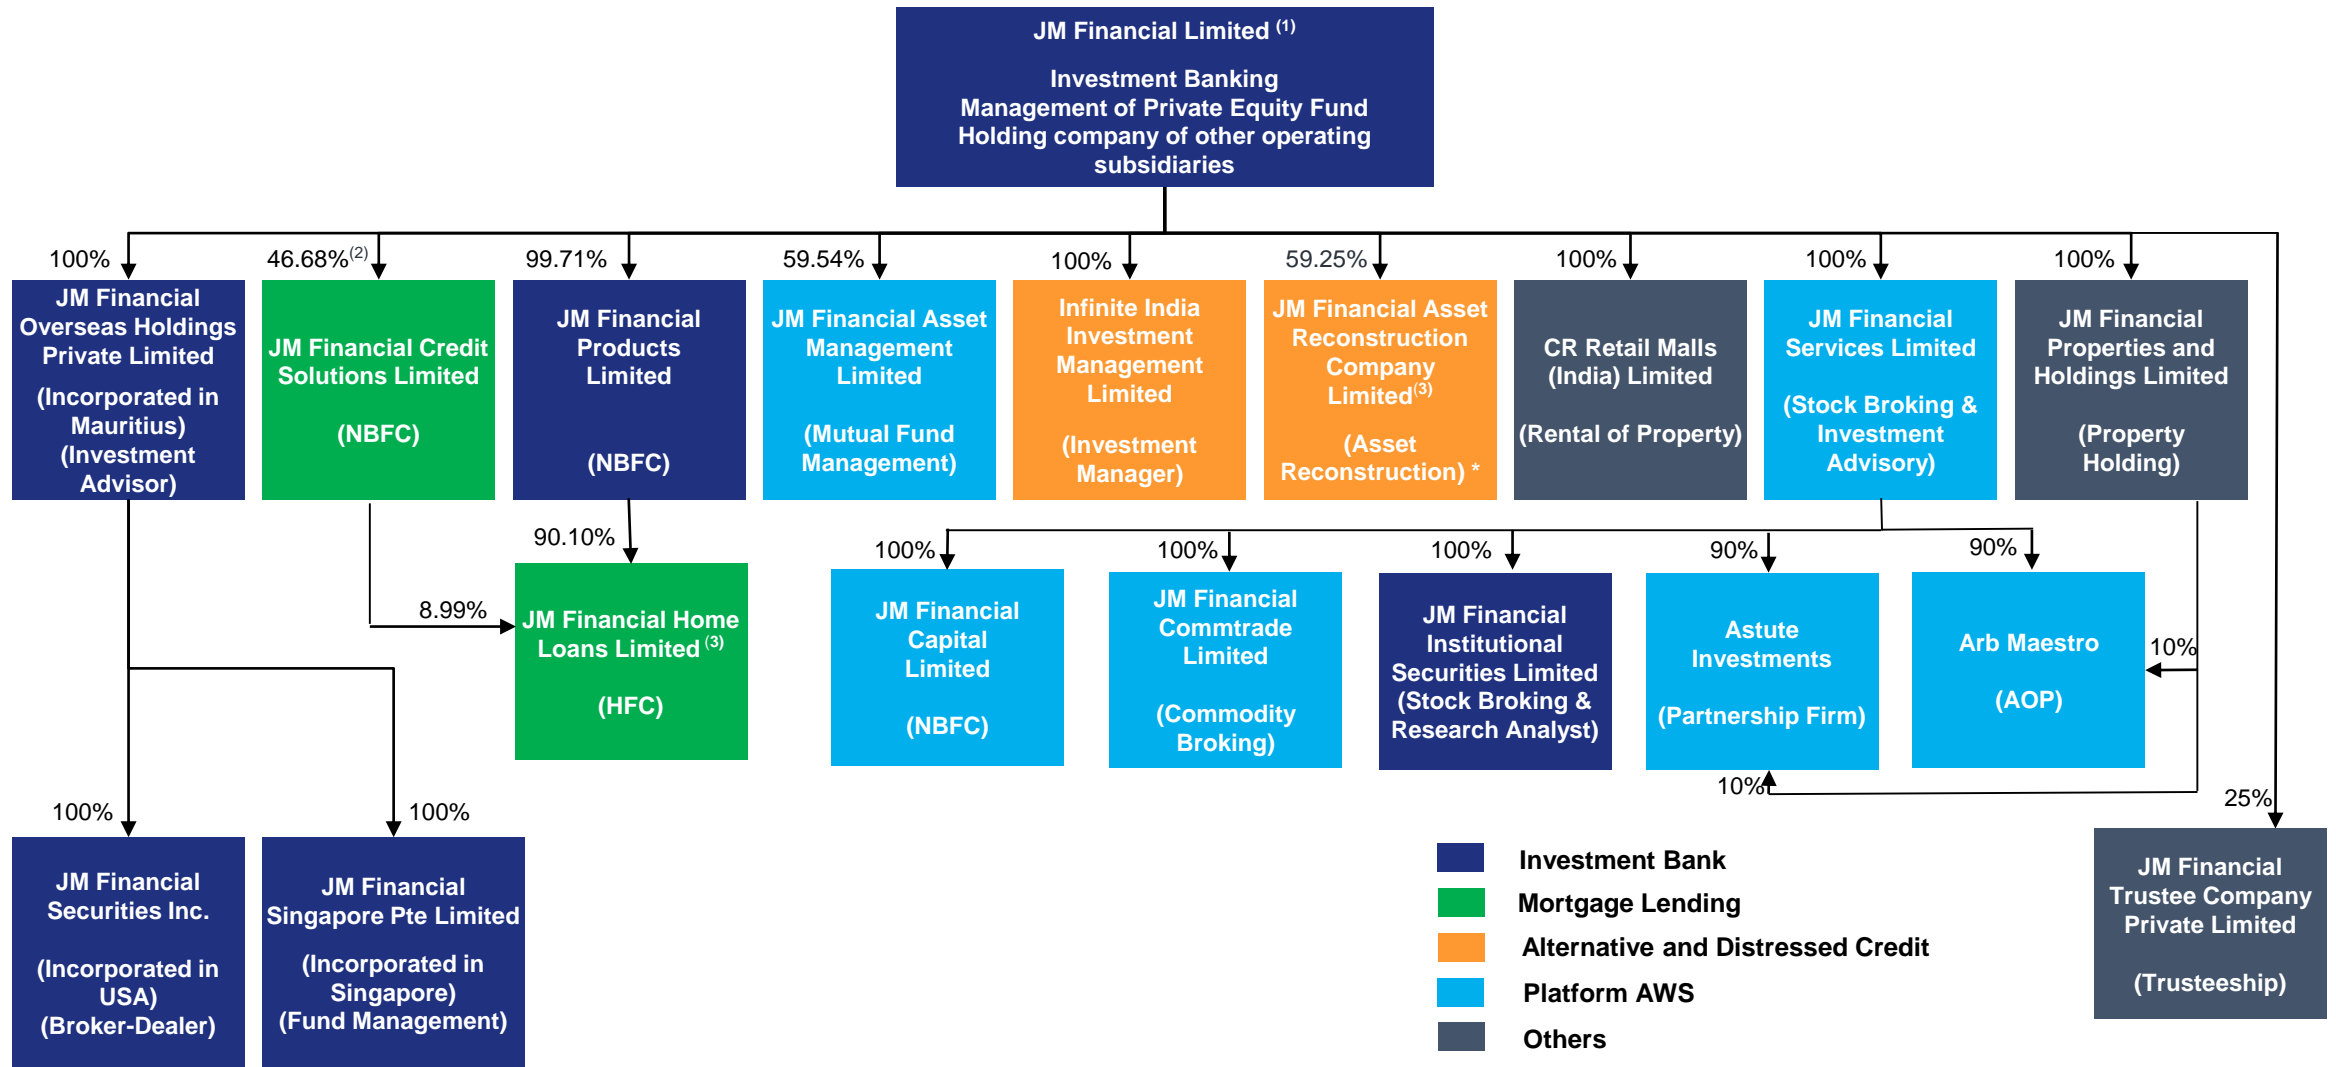 JM Financial Limited (1)
Investment Banking
Management of Private Equity Fund
Holding company of other operating
subsidiaries
100%
46.68%(2)
99.71%
59.54%
100%
59.25%
100%
100%
100%
JM Financial
Overseas Holdings
Private Limited
(Incorporated in
Mauritius)
(Investment
Advisor)
JM Financial Credit
Solutions Limited
(NBFC)
JM Financial
Products
Limited
(NBFC)
JM Financial Asset
Management
Limited
(Mutual Fund
Management)
Infinite India
Investment
Management
Limited
(Investment
Manager)
JM Financial Asset
Reconstruction
Company
Limited(3)
(Asset
Reconstruction) *
CR Retail Malls
(India) Limited
(Rental of Property)
JM Financial
Services Limited
(Stock Broking &
Investment
Advisory)
JM Financial
Properties and
Holdings Limited
(Property
Holding)
90.10%
8.99%
100%
100%
100%
90%
90%
JM Financial Home
Loans Limited (3)
(HFC)
JM Financial
Capital
Limited
(NBFC)
JM Financial
Commtrade
Limited
(Commodity
Broking)
JM Financial
Institutional
Securities Limited
(Stock Broking &
Research Analyst)
Astute
Investments
(Partnership Firm)
Arb Maestro
(AOP)
10%
10%
25%
100%
100%
JM Financial
Securities Inc.
(Incorporated in
USA)
(Broker-Dealer)
JM Financial
Singapore Pte Limited
(Incorporated in
Singapore)
(Fund Management)
Investment Bank
Mortgage Lending
Alternative and Distressed Credit
Platform AWS
Others
JM Financial
Trustee Company
Private Limited
(Trusteeship)